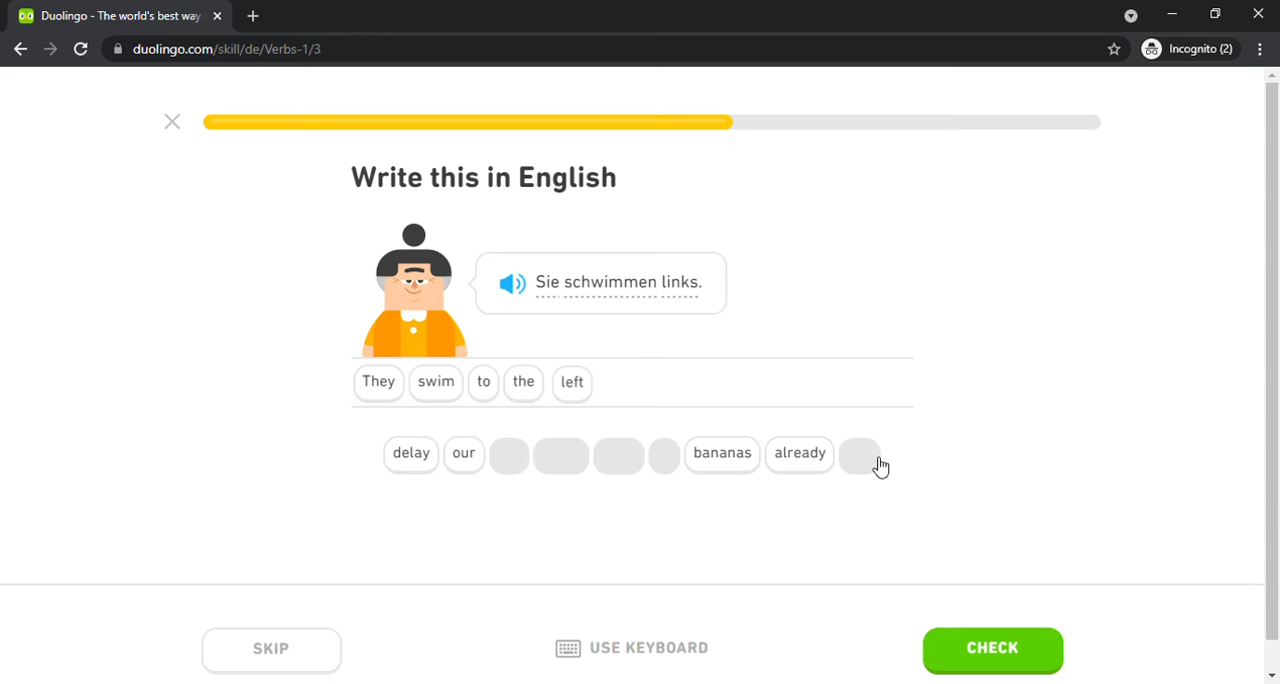 Duolingo - The world's best way
duolingo.com/skill/de/Verbs-1/3
Incognito (2)
Write this in English
Sie schwimmen links.
They swim to the left
delay our bananas already
SKIP
USE KEYBOARD
CHECK